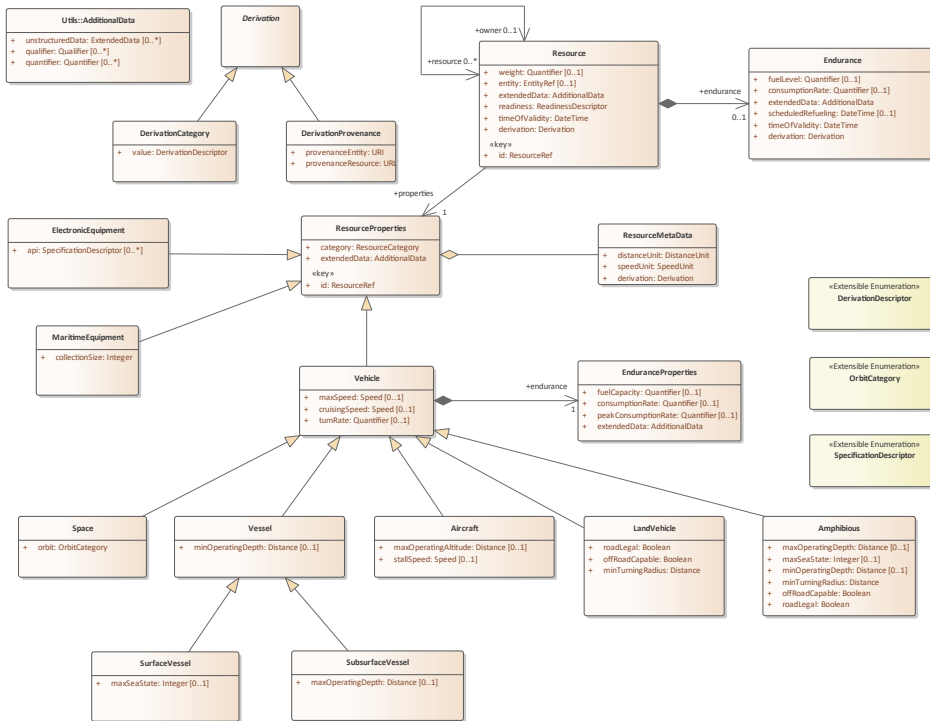 Utils::AdditionalData
+ unstructuredData: ExtendedData [0..*]
+ qualifier: Qualifier [0..*]
+ quantifier: Quantifier [0..*]
Derivation
DerivationCategory
+ value: DerivationDescriptor
DerivationProvenance
+ provenanceEntity: URI
+ provenanceResource: URI
+owner 0..1
+resource 0..*
Resource
+ weight: Quantifier [0..1]
+ entity: EntityRef [0..1]
+ extendedData: AdditionalData
+ readiness: ReadinessDescriptor
+ timeOfValidity: DateTime
+ derivation: Derivation
«key»
+ id: ResourceRef
+endurance
0..1
Endurance
+ fuelLevel: Quantifier [0..1]
+ consumptionRate: Quantifier [0..1]
+ extendedData: AdditionalData
+ scheduledRefueling: DateTime [0..1]
+ timeOfValidity: DateTime
+ derivation: Derivation
+properties
1
ElectronicEquipment
+ api: SpecificationDescriptor [0..*]
ResourceProperties
+ category: ResourceCategory
+ extendedData: AdditionalData
«key»
+ id: ResourceRef
ResourceMetaData
+ distanceUnit: DistanceUnit
+ speedUnit: SpeedUnit
+ derivation: Derivation
«Extensible Enumeration»
DerivationDescriptor
MaritimeEquipment
+ collectionSize: Integer
Vehicle
+ maxSpeed: Speed [0..1]
+ cruisingSpeed: Speed [0..1]
+ turnRate: Quantifier [0..1]
+endurance
1
EnduranceProperties
+ fuelCapacity: Quantifier [0..1]
+ consumptionRate: Quantifier [0..1]
+ peakConsumptionRate: Quantifier [0..1]
+ extendedData: AdditionalData
«Extensible Enumeration»
OrbitCategory
«Extensible Enumeration»
SpecificationDescriptor
Space
+ orbit: OrbitCategory
Vessel
+ minOperatingDepth: Distance [0..1]
Aircraft
+ maxOperatingAltitude: Distance [0..1]
+ stallSpeed: Speed [0..1]
LandVehicle
+ roadLegal: Boolean
+ offRoadCapable: Boolean
+ minTurningRadius: Distance
Amphibious
+ maxOperatingDepth: Distance [0..1]
+ maxSeaState: Integer [0..1]
+ minOperatingDepth: Distance [0..1]
+ minTurningRadius: Distance
+ offRoadCapable: Boolean
+ roadLegal: Boolean
SurfaceVessel
+ maxSeaState: Integer [0..1]
SubsurfaceVessel
+ maxOperatingDepth: Distance [0..1]